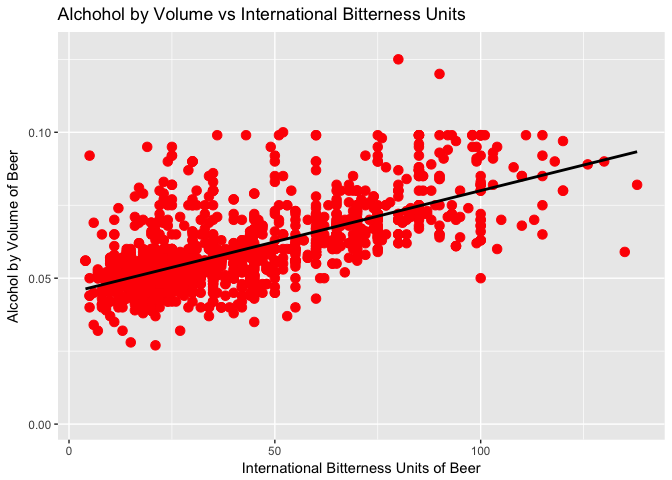 Alchohol by Volume vs International Bitterness Units
Alcohol by Volume of Beer
0.10
0.05
0.00
0
50
100
International Bitterness Units of Beer